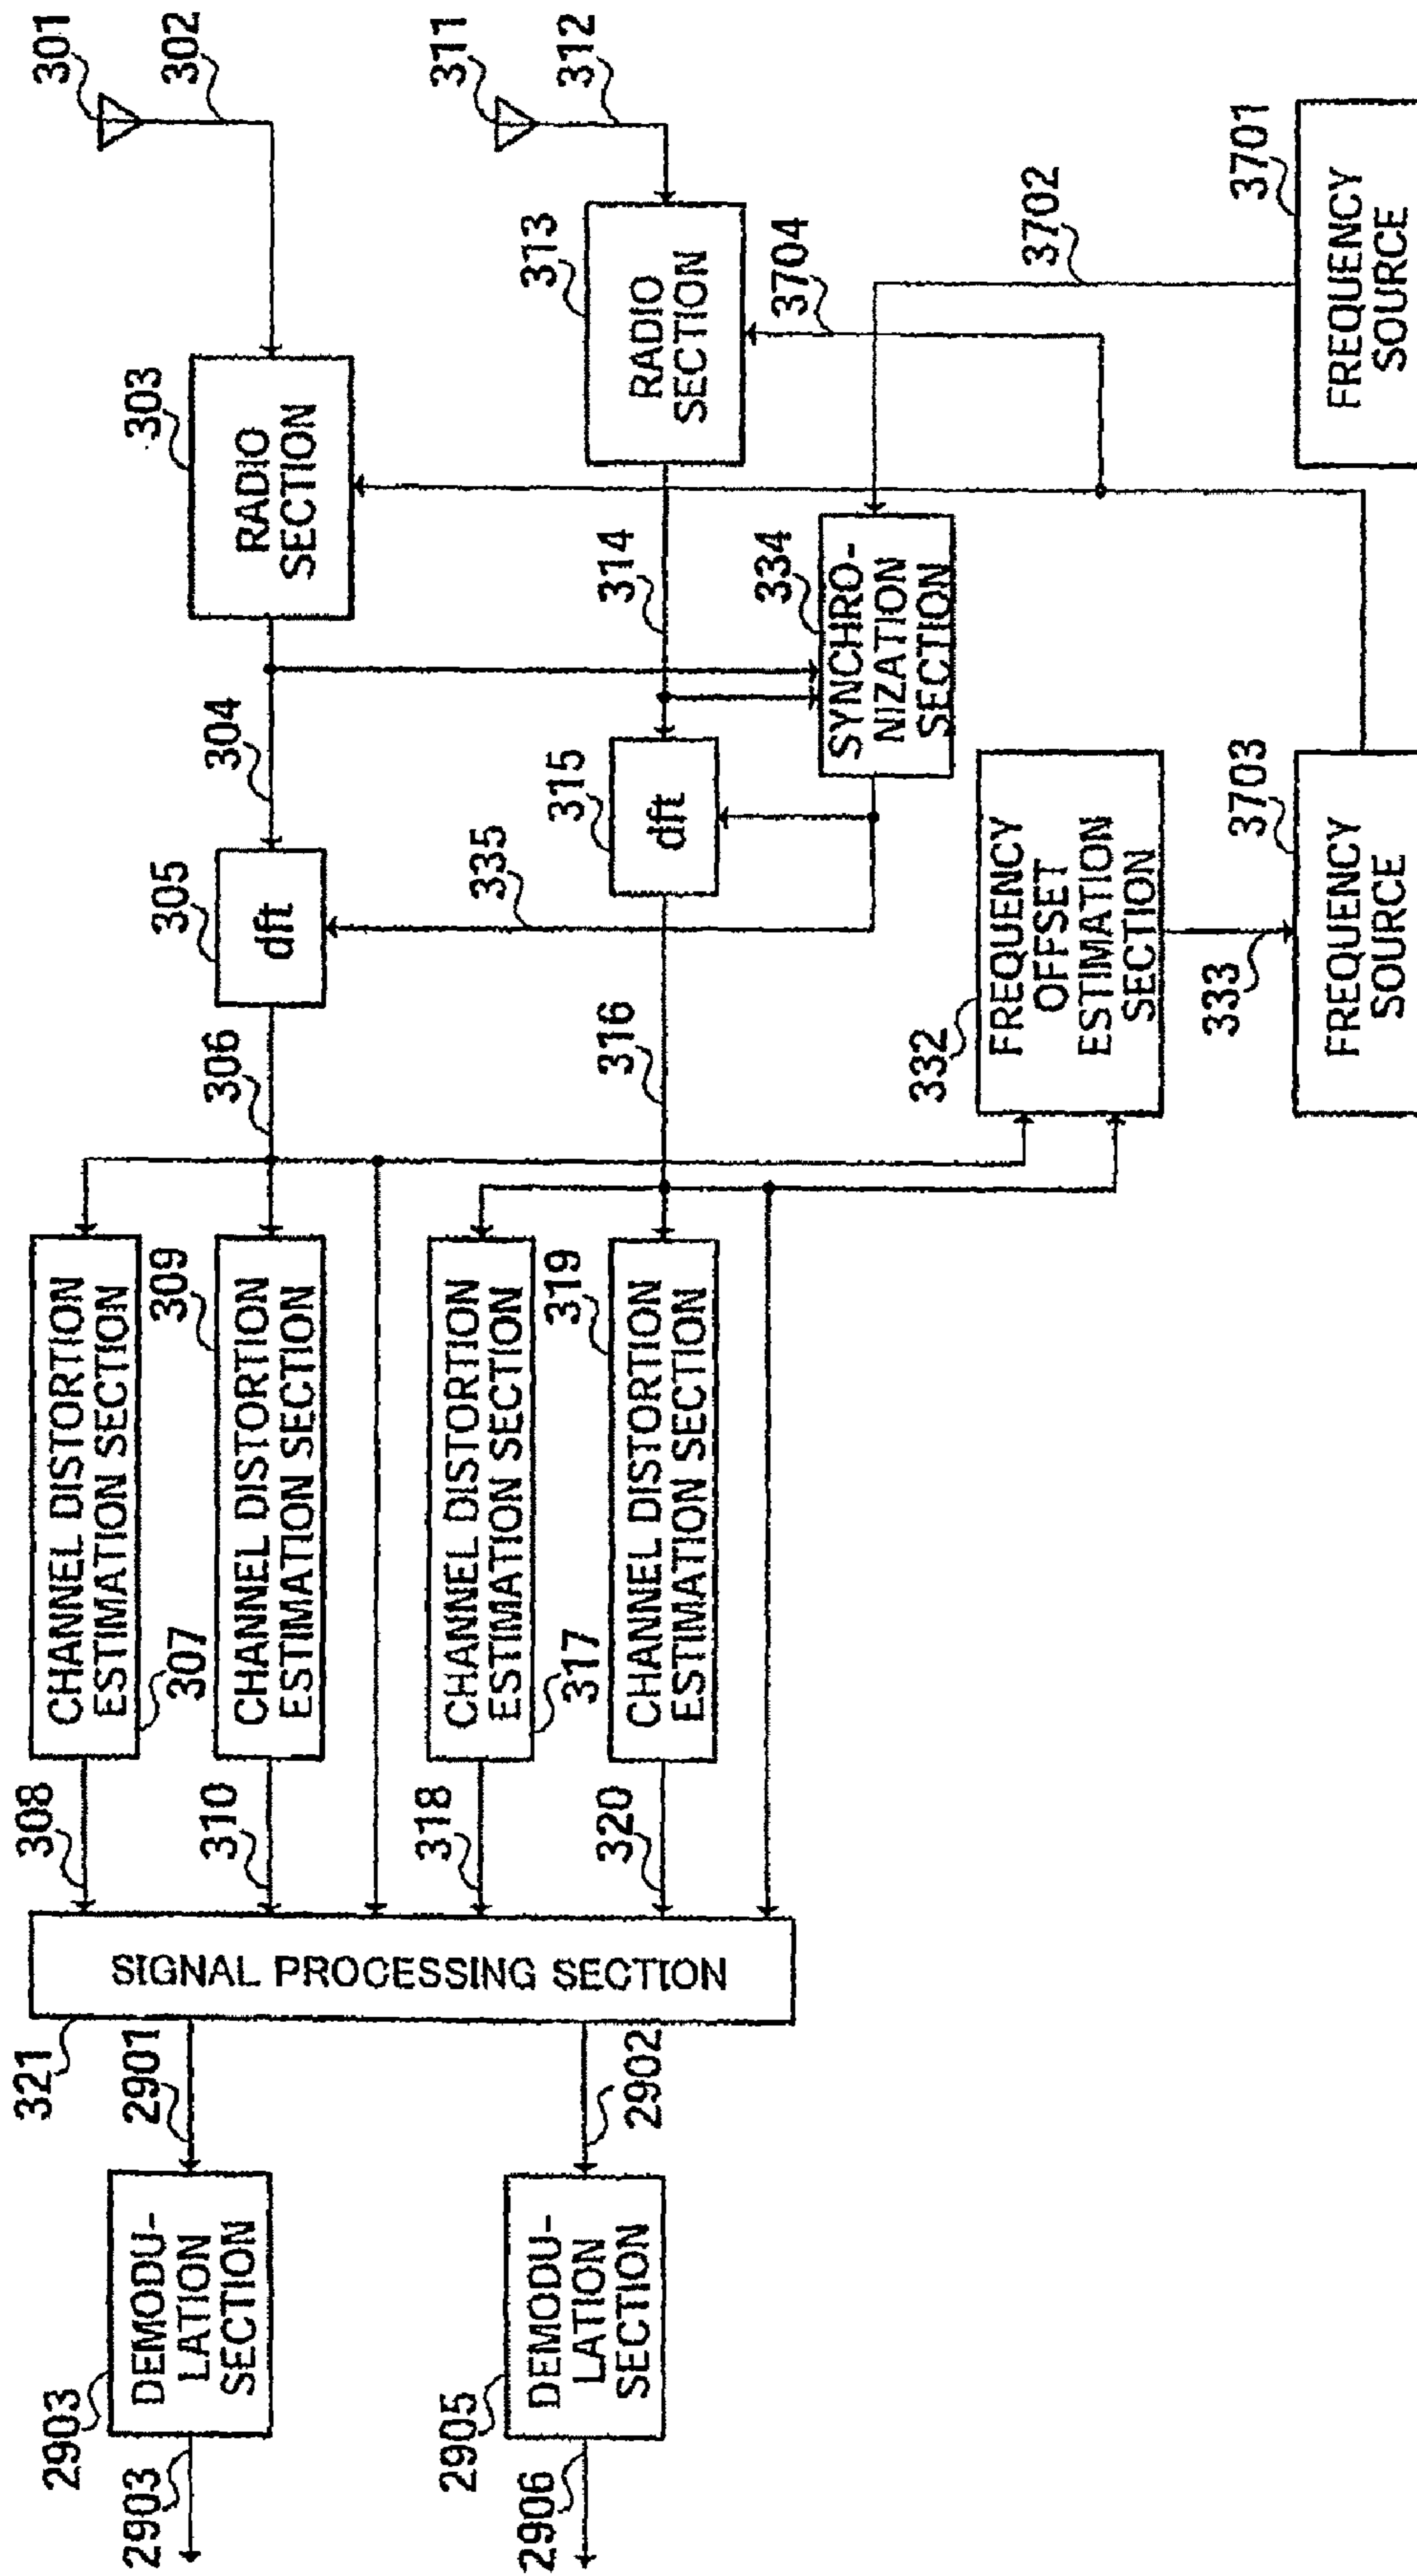 301
302
303
RADIO
SECTION
304
305
dft
306
CHANNEL DISTORTION
ESTIMATION SECTION
307
308
309
CHANNEL DISTORTION
ESTIMATION SECTION
310
311
312
313
RADIO
SECTION
314
315
dft
316
CHANNEL DISTORTION
ESTIMATION SECTION
317
318
319
CHANNEL DISTORTION
ESTIMATION SECTION
320
334
SYNCHRO-
NIZATION
SECTION
335
332
FREQUENCY
OFFSET
ESTIMATION
SECTION
333
3701
FREQUENCY
SOURCE
3702
3703
FREQUENCY
SOURCE
3704
321
SIGNAL PROCESSING SECTION
2901
2902
2903
DEMODU-
LATION
SECTION
2903
2905
DEMODU-
LATION
SECTION
2906